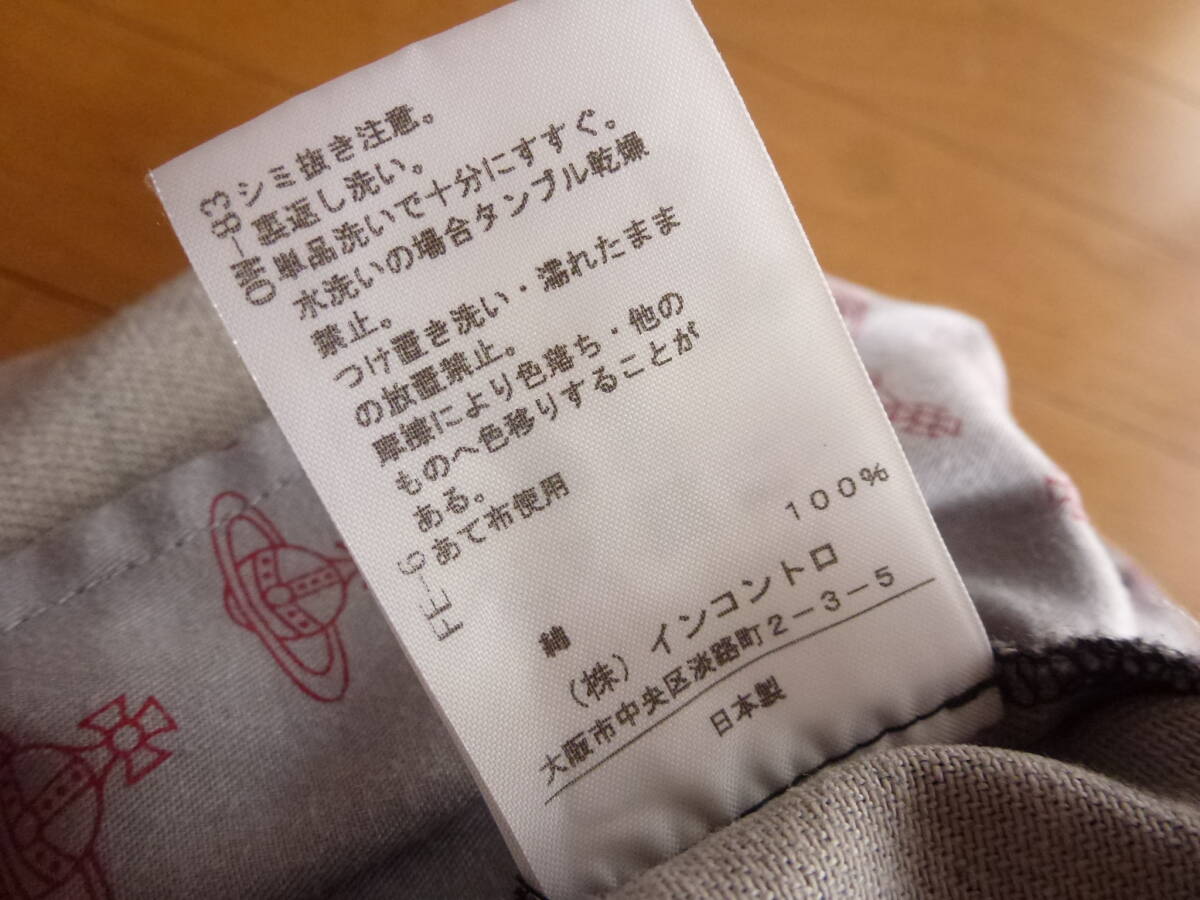 シミ抜き注意。
裏返し洗い。
単品洗いで十分にすすぐ。
水洗いの場合タンブル乾燥
禁止。
つけ置き洗い・濡れたまま
の放置禁止。
摩擦により色落ち・他の
ものへ色移りすることが
ある。
あて布使用
OW-83
FE-6
綿 100%
(株) インコントロ
大阪市中央区淡路町2-3-5
日本製